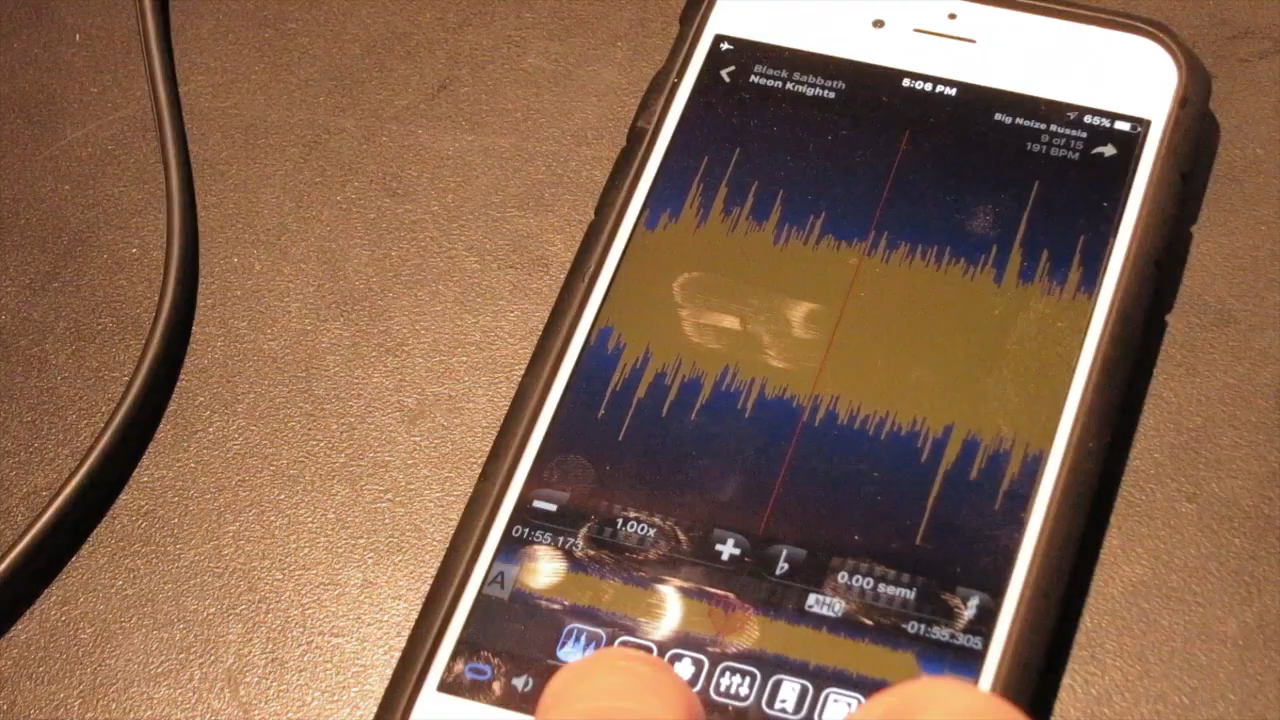 Black Sabbath
Neon Knights
5:06 PM
65%
Big Noize Russia
9 of 15
191 BPM
1.00x
0.00 semi
HQ
01:55.173
-01:55.305
A